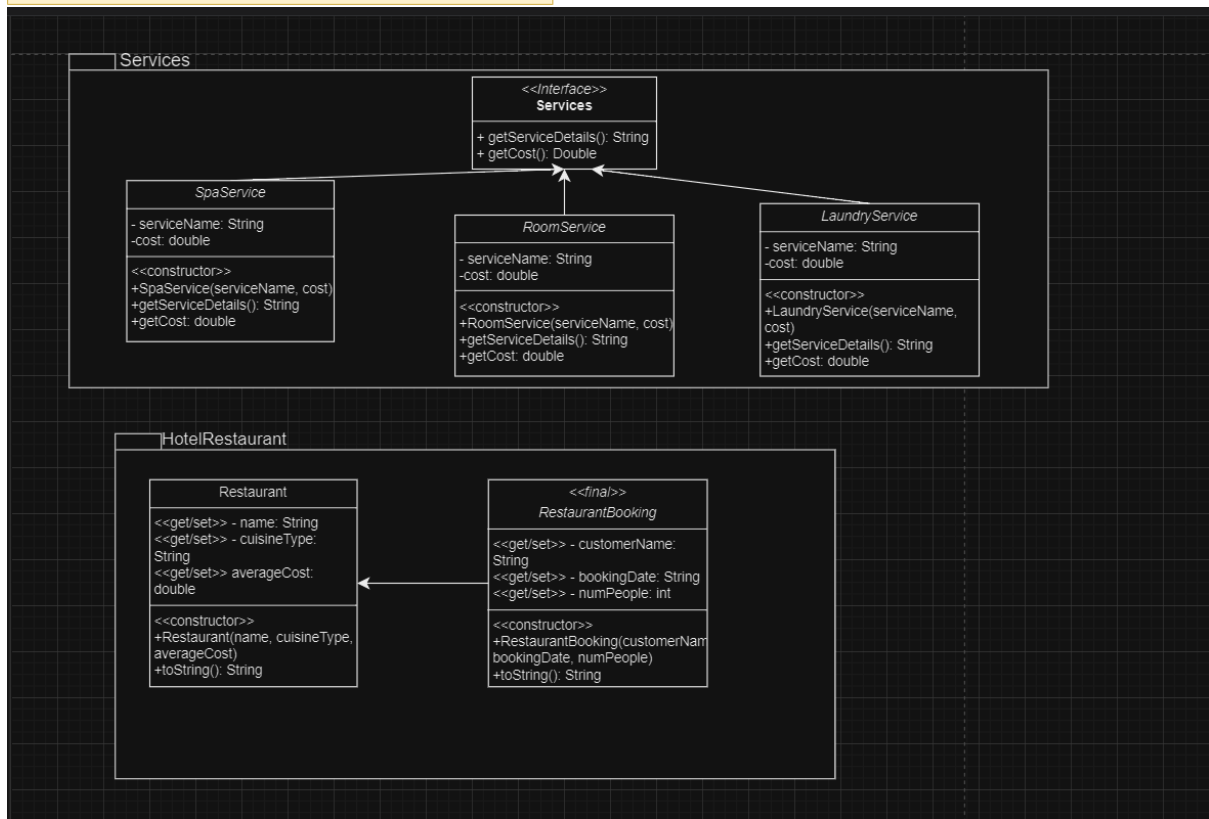 Services
<<Interface>>
Services
+ getServiceDetails(): String
+ getCost(): Double
SpaService
- serviceName: String
-cost: double
<<constructor>>
+SpaService(serviceName, cost)
+getServiceDetails(): String
+getCost: double
RoomService
- serviceName: String
-cost: double
<<constructor>>
+RoomService(serviceName, cost)
+getServiceDetails(): String
+getCost: double
LaundryService
- serviceName: String
-cost: double
<<constructor>>
+LaundryService(serviceName,
cost)
+getServiceDetails(): String
+getCost: double
HotelRestaurant
Restaurant
<<get/set>> - name: String
<<get/set>> - cuisineType:
String
<<get/set>> averageCost:
double
<<constructor>>
+Restaurant(name, cuisineType,
averageCost)
+toString(): String
<<final>>
RestaurantBooking
<<get/set>> - customerName:
String
<<get/set>> - bookingDate: String
<<get/set>> - numPeople: int
<<constructor>>
+RestaurantBooking(customerNam
bookingDate, numPeople)
+toString(): String